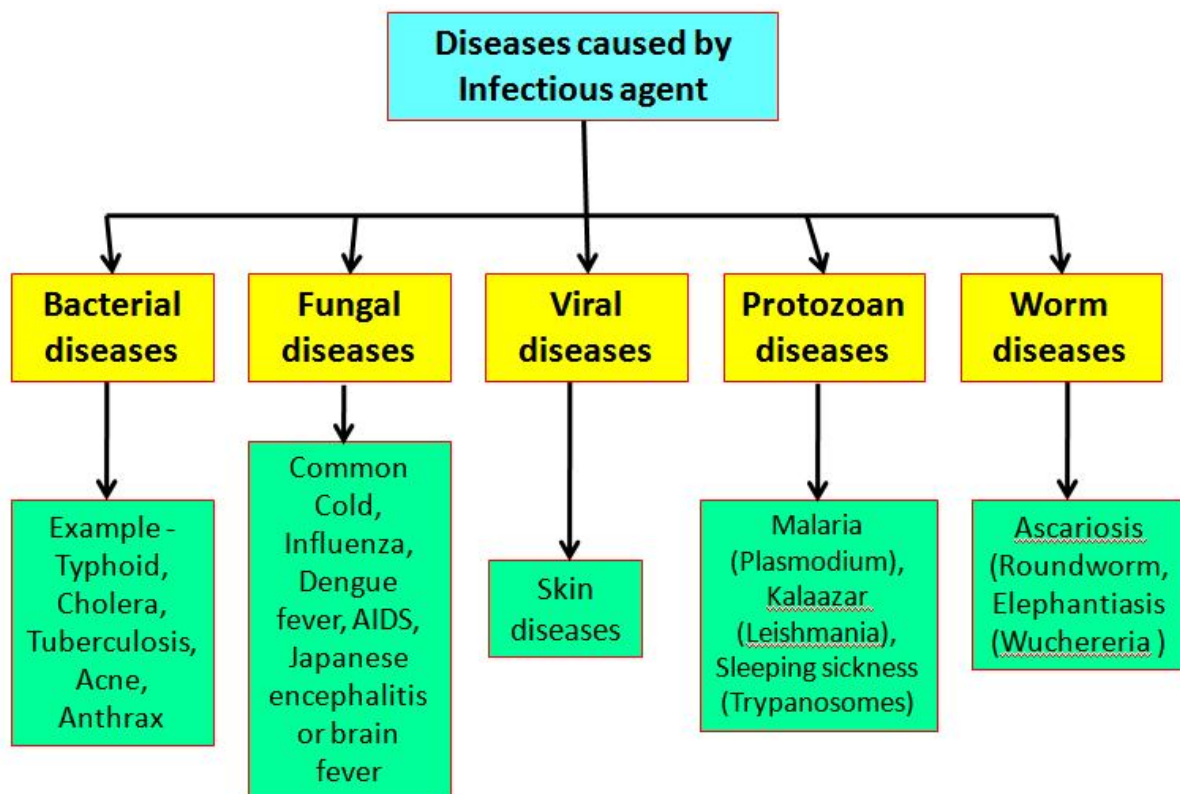 Diseases caused by
Infectious agent
Bacterial
diseases
Fungal
diseases
Viral
diseases
Protozoan
diseases
Worm
diseases
Example -
Typhoid,
Cholera,
Tuberculosis,
Acne,
Anthrax
Common
Cold,
Influenza,
Dengue
fever, AIDS,
Japanese
encephalitis
or brain
fever
Skin
diseases
Malaria
(Plasmodium),
Kalaazar
(Leishmania),
Sleeping sickness
(Trypanosomes)
Ascariosis
(Roundworm,
Elephantiasis
(Wuchereria )